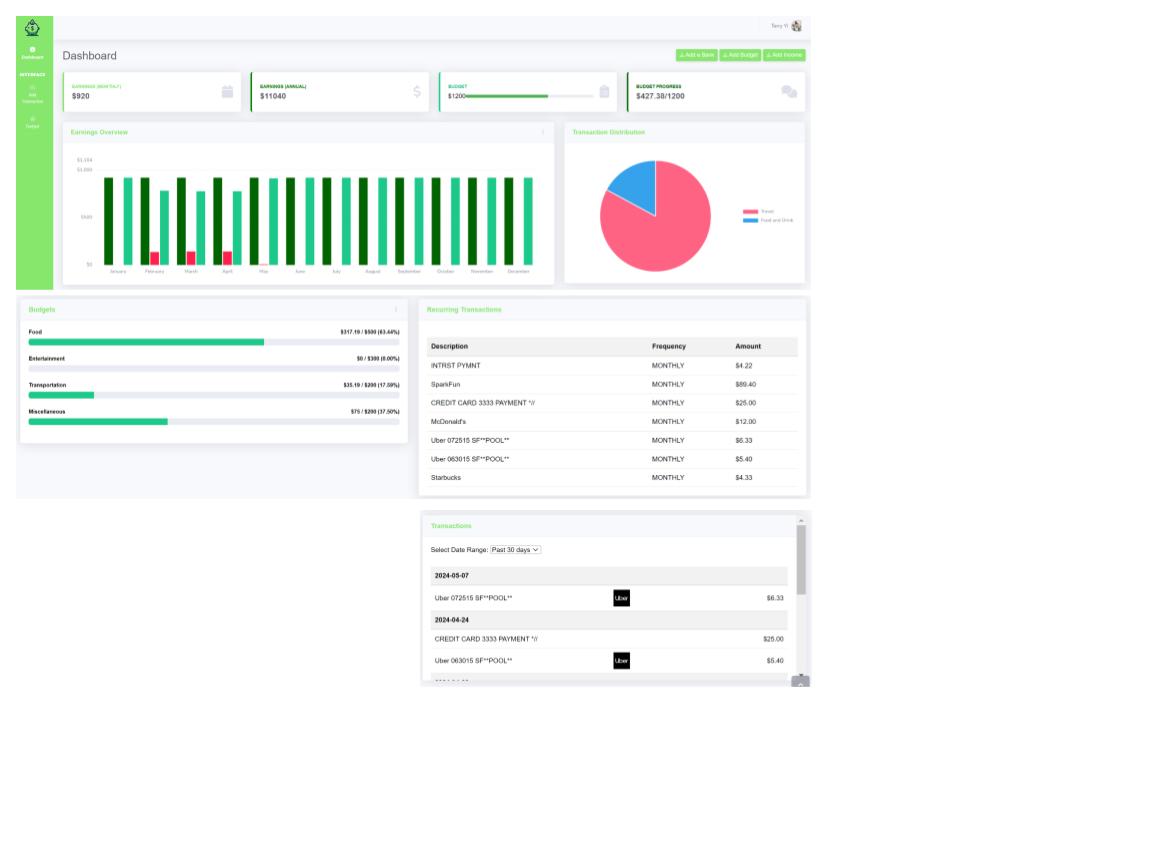 $
Terry Yi
Dashboard
INTERFACE
Add
Transaction
Budget
Dashboard
Add a Bank
Add Budget
Add Income
EARNINGS (MONTHLY)
$920
EARNINGS (ANNUAL)
$11040
$
BUDGET
$1200
BUDGET PROGRESS
$427.38/1200
Earnings Overview
$1,104
$1,000
$500
$0
January
February
March
April
May
June
July
August
September
October
November
December
Transaction Distribution
Travel
Food and Drink
Budgets
Food
$317.19 / $500 (63.44%)
Entertainment
$0 / $300 (0.00%)
Transportation
$35.19 / $200 (17.59%)
Miscellaneous
$75 / $200 (37.50%)
Recurring Transactions
Description Frequency Amount
INTRST PYMNT MONTHLY $4.22
SparkFun MONTHLY $89.40
CREDIT CARD 3333 PAYMENT *// MONTHLY $25.00
McDonald's MONTHLY $12.00
Uber 072515 SF**POOL** MONTHLY $6.33
Uber 063015 SF**POOL** MONTHLY $5.40
Starbucks MONTHLY $4.33
Transactions
Select Date Range: Past 30 days
2024-05-07
Uber 072515 SF**POOL** Uber $6.33
2024-04-24
CREDIT CARD 3333 PAYMENT *// $25.00
Uber 063015 SF**POOL** Uber $5.40